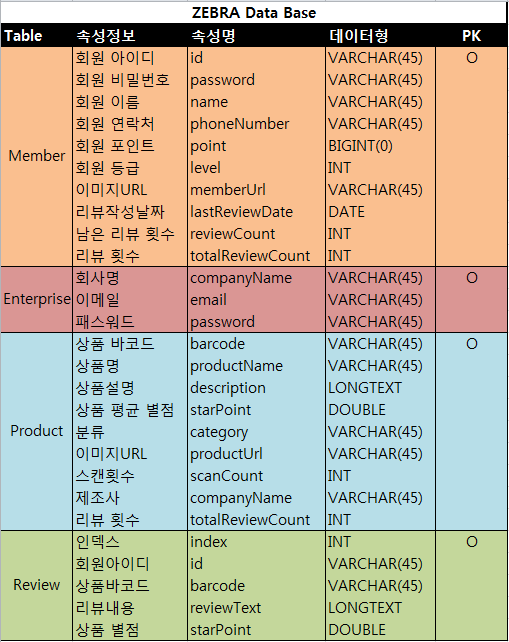 ZEBRA Data Base
Table 속성정보 속성명 데이터형 PK
회원 아이디 id VARCHAR(45) O
회원 비밀번호 password VARCHAR(45)
회원 이름 name VARCHAR(45)
회원 연락처 phoneNumber VARCHAR(45)
회원 포인트 point BIGINT(0)
Member 회원 등급 level INT
이미지URL memberUrl VARCHAR(45)
리뷰작성날짜 lastReviewDate DATE
남은 리뷰 횟수 reviewCount INT
리뷰 횟수 totalReviewCount INT
회사명 companyName VARCHAR(45) O
Enterprise 이메일 email VARCHAR(45)
패스워드 password VARCHAR(45)
상품 바코드 barcode VARCHAR(45) O
상품명 productName VARCHAR(45)
상품설명 description LONGTEXT
상품 평균 별점 starPoint DOUBLE
Product 분류 category VARCHAR(45)
이미지URL productUrl VARCHAR(45)
스캔횟수 scanCount INT
제조사 companyName VARCHAR(45)
리뷰 횟수 totalReviewCount INT
인덱스 index INT O
회원아이디 id VARCHAR(45)
Review 상품바코드 barcode VARCHAR(45)
리뷰내용 reviewText LONGTEXT
상품 별점 starPoint DOUBLE